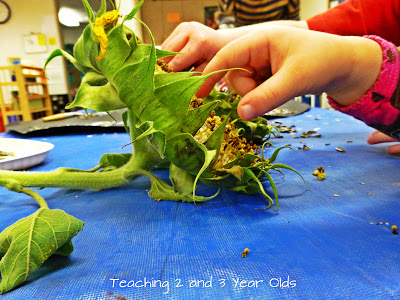 Teaching 2 and 3 Year Olds